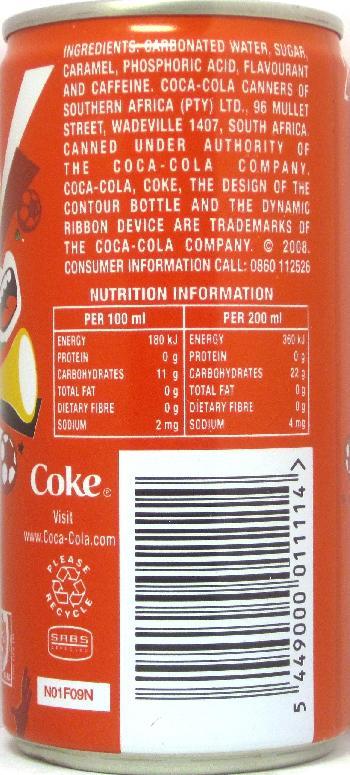 INGREDIENTS: CARBONATED WATER, SUGAR,
CARAMEL, PHOSPHORIC ACID, FLAVOURANT
AND CAFFEINE. COCA-COLA CANNERS OF
SOUTHERN AFRICA (PTY) LTD., 96 MULLET
STREET, WADEVILLE 1407, SOUTH AFRICA.
CANNED UNDER AUTHORITY OF
THE COCA-COLA COMPANY.
COCA-COLA, COKE, THE DESIGN OF THE
CONTOUR BOTTLE AND THE DYNAMIC
RIBBON DEVICE ARE TRADEMARKS OF
THE COCA-COLA COMPANY. © 2008.
CONSUMER INFORMATION CALL: 0860 112526
NUTRITION INFORMATION
PER 100 ml PER 200 ml
ENERGY 180 kJ ENERGY 360 kJ
PROTEIN 0 g PROTEIN 0 g
CARBOHYDRATES 11 g CARBOHYDRATES 22 g
TOTAL FAT 0 g TOTAL FAT 0 g
DIETARY FIBRE 0 g DIETARY FIBRE 0 g
SODIUM 2 mg SODIUM 4 mg
Coke®
Visit
www.Coca-Cola.com
PLEASE
RECYCLE
SABS
N01F09N
5 449000 011114 >